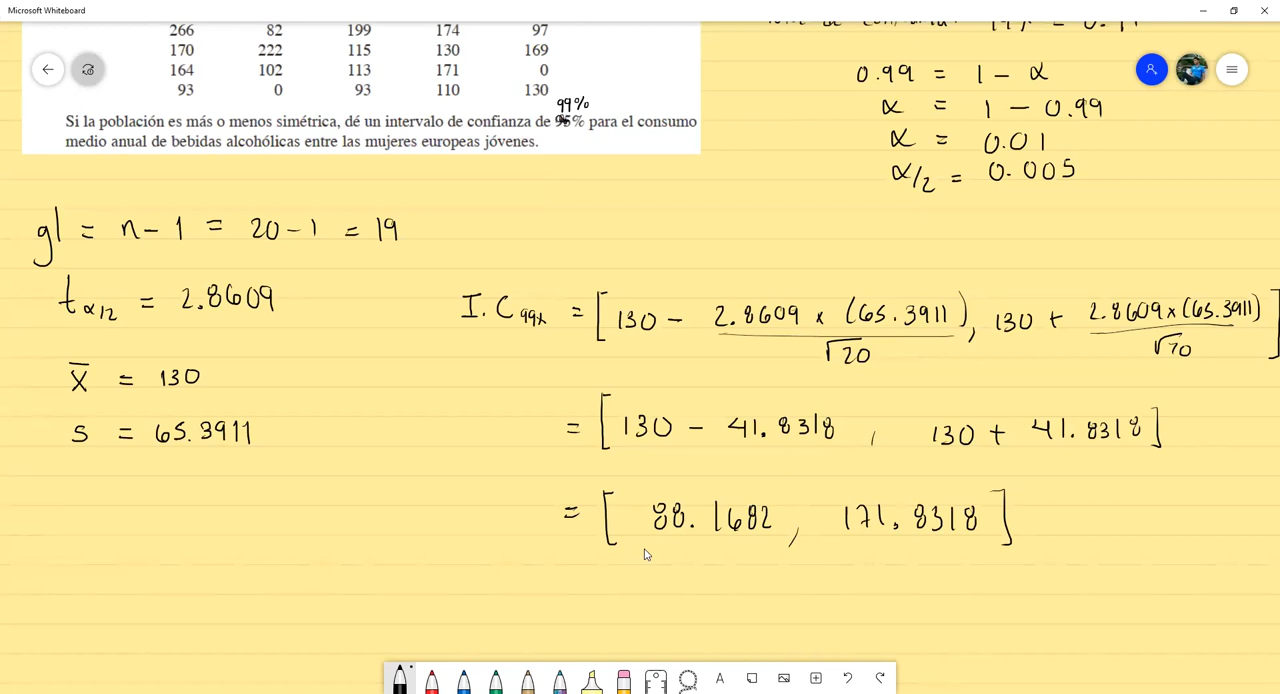 Microsoft Whiteboard
266 82 199 174 97
170 222 115 130 169
164 102 113 171 0
93 0 93 110 130
99%
Si la población es más o menos simétrica, dé un intervalo de confianza de 95% para el consumo
medio anual de bebidas alcohólicas entre las mujeres europeas jóvenes.
0.99 = 1 - α
α = 1 - 0.99
α = 0.01
α/2 = 0.005
gl = n - 1 = 20 - 1 = 19
t α/2 = 2.8609
X̄ = 130
s = 65.3911
I.C 99% = [130 - 2.8609 x (65.3911)/√20, 130 + 2.8609 x (65.3911)/√20]
= [130 - 41.8318, 130 + 41.8318]
= [88.1682, 171.8318]
A